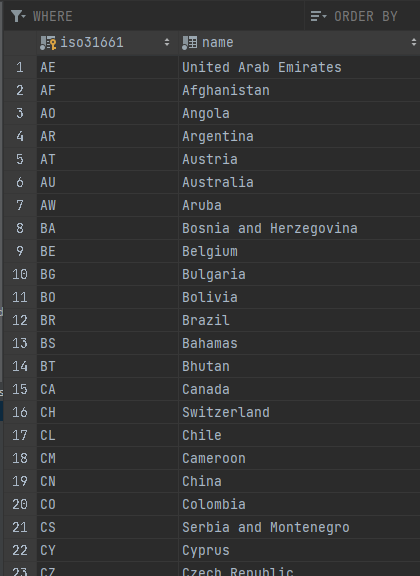 WHERE ORDER BY
iso31661 name
1 AE United Arab Emirates
2 AF Afghanistan
3 AO Angola
4 AR Argentina
5 AT Austria
6 AU Australia
7 AW Aruba
8 BA Bosnia and Herzegovina
9 BE Belgium
10 BG Bulgaria
11 BO Bolivia
12 BR Brazil
13 BS Bahamas
14 BT Bhutan
15 CA Canada
16 CH Switzerland
17 CL Chile
18 CM Cameroon
19 CN China
20 CO Colombia
21 CS Serbia and Montenegro
22 CY Cyprus
23 CZ Czech Republic